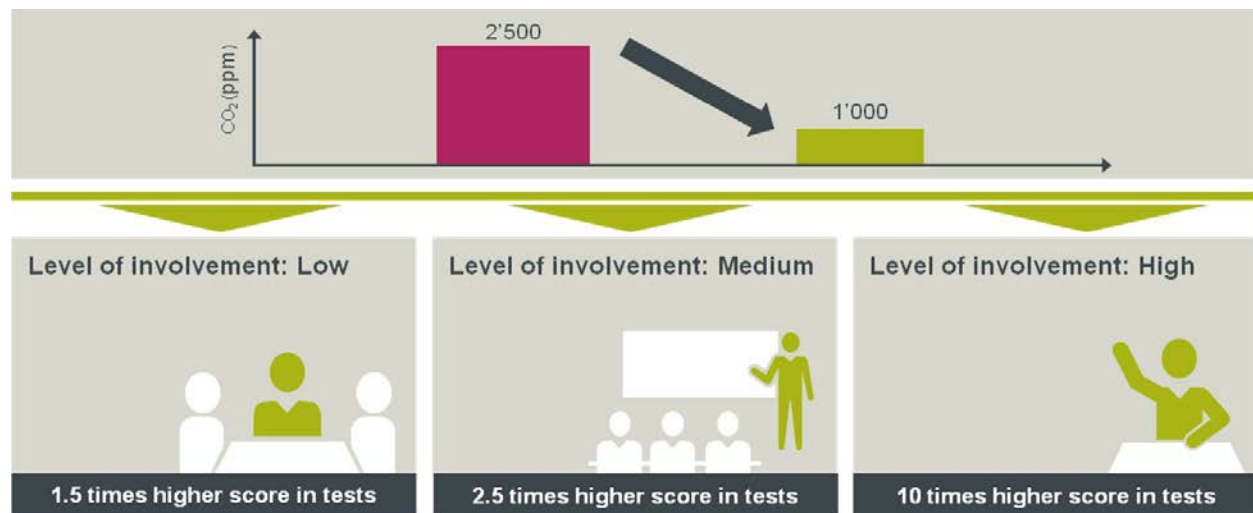 2’500
1’000
CO₂ (ppm)
Level of involvement: Low
1.5 times higher score in tests
Level of involvement: Medium
2.5 times higher score in tests
Level of involvement: High
10 times higher score in tests